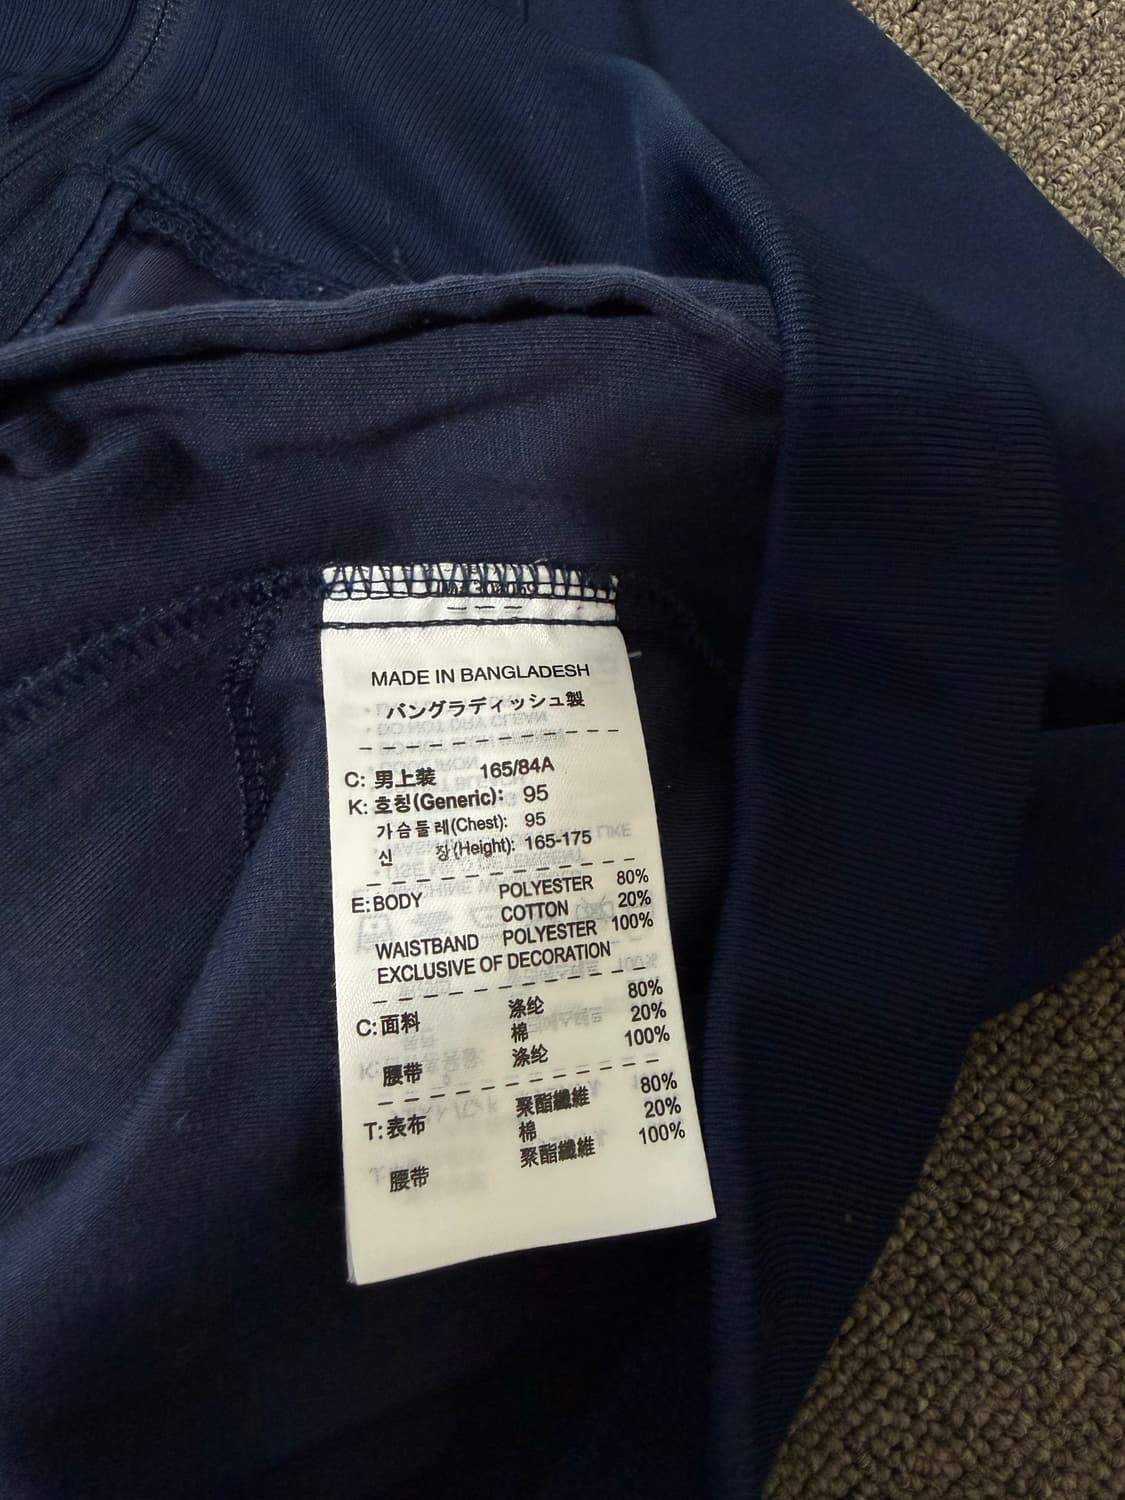 MADE IN BANGLADESH
バングラディッシュ製
C: 男上装 165/84A
K: 호칭(Generic): 95
가슴둘레(Chest): 95
신 장(Height): 165-175
E: BODY POLYESTER 80%
COTTON 20%
WAISTBAND POLYESTER 100%
EXCLUSIVE OF DECORATION
C: 面料 涤纶 80%
棉 20%
腰带 涤纶 100%
T: 表布 聚酯纖維 80%
棉 20%
腰带 聚酯纖維 100%